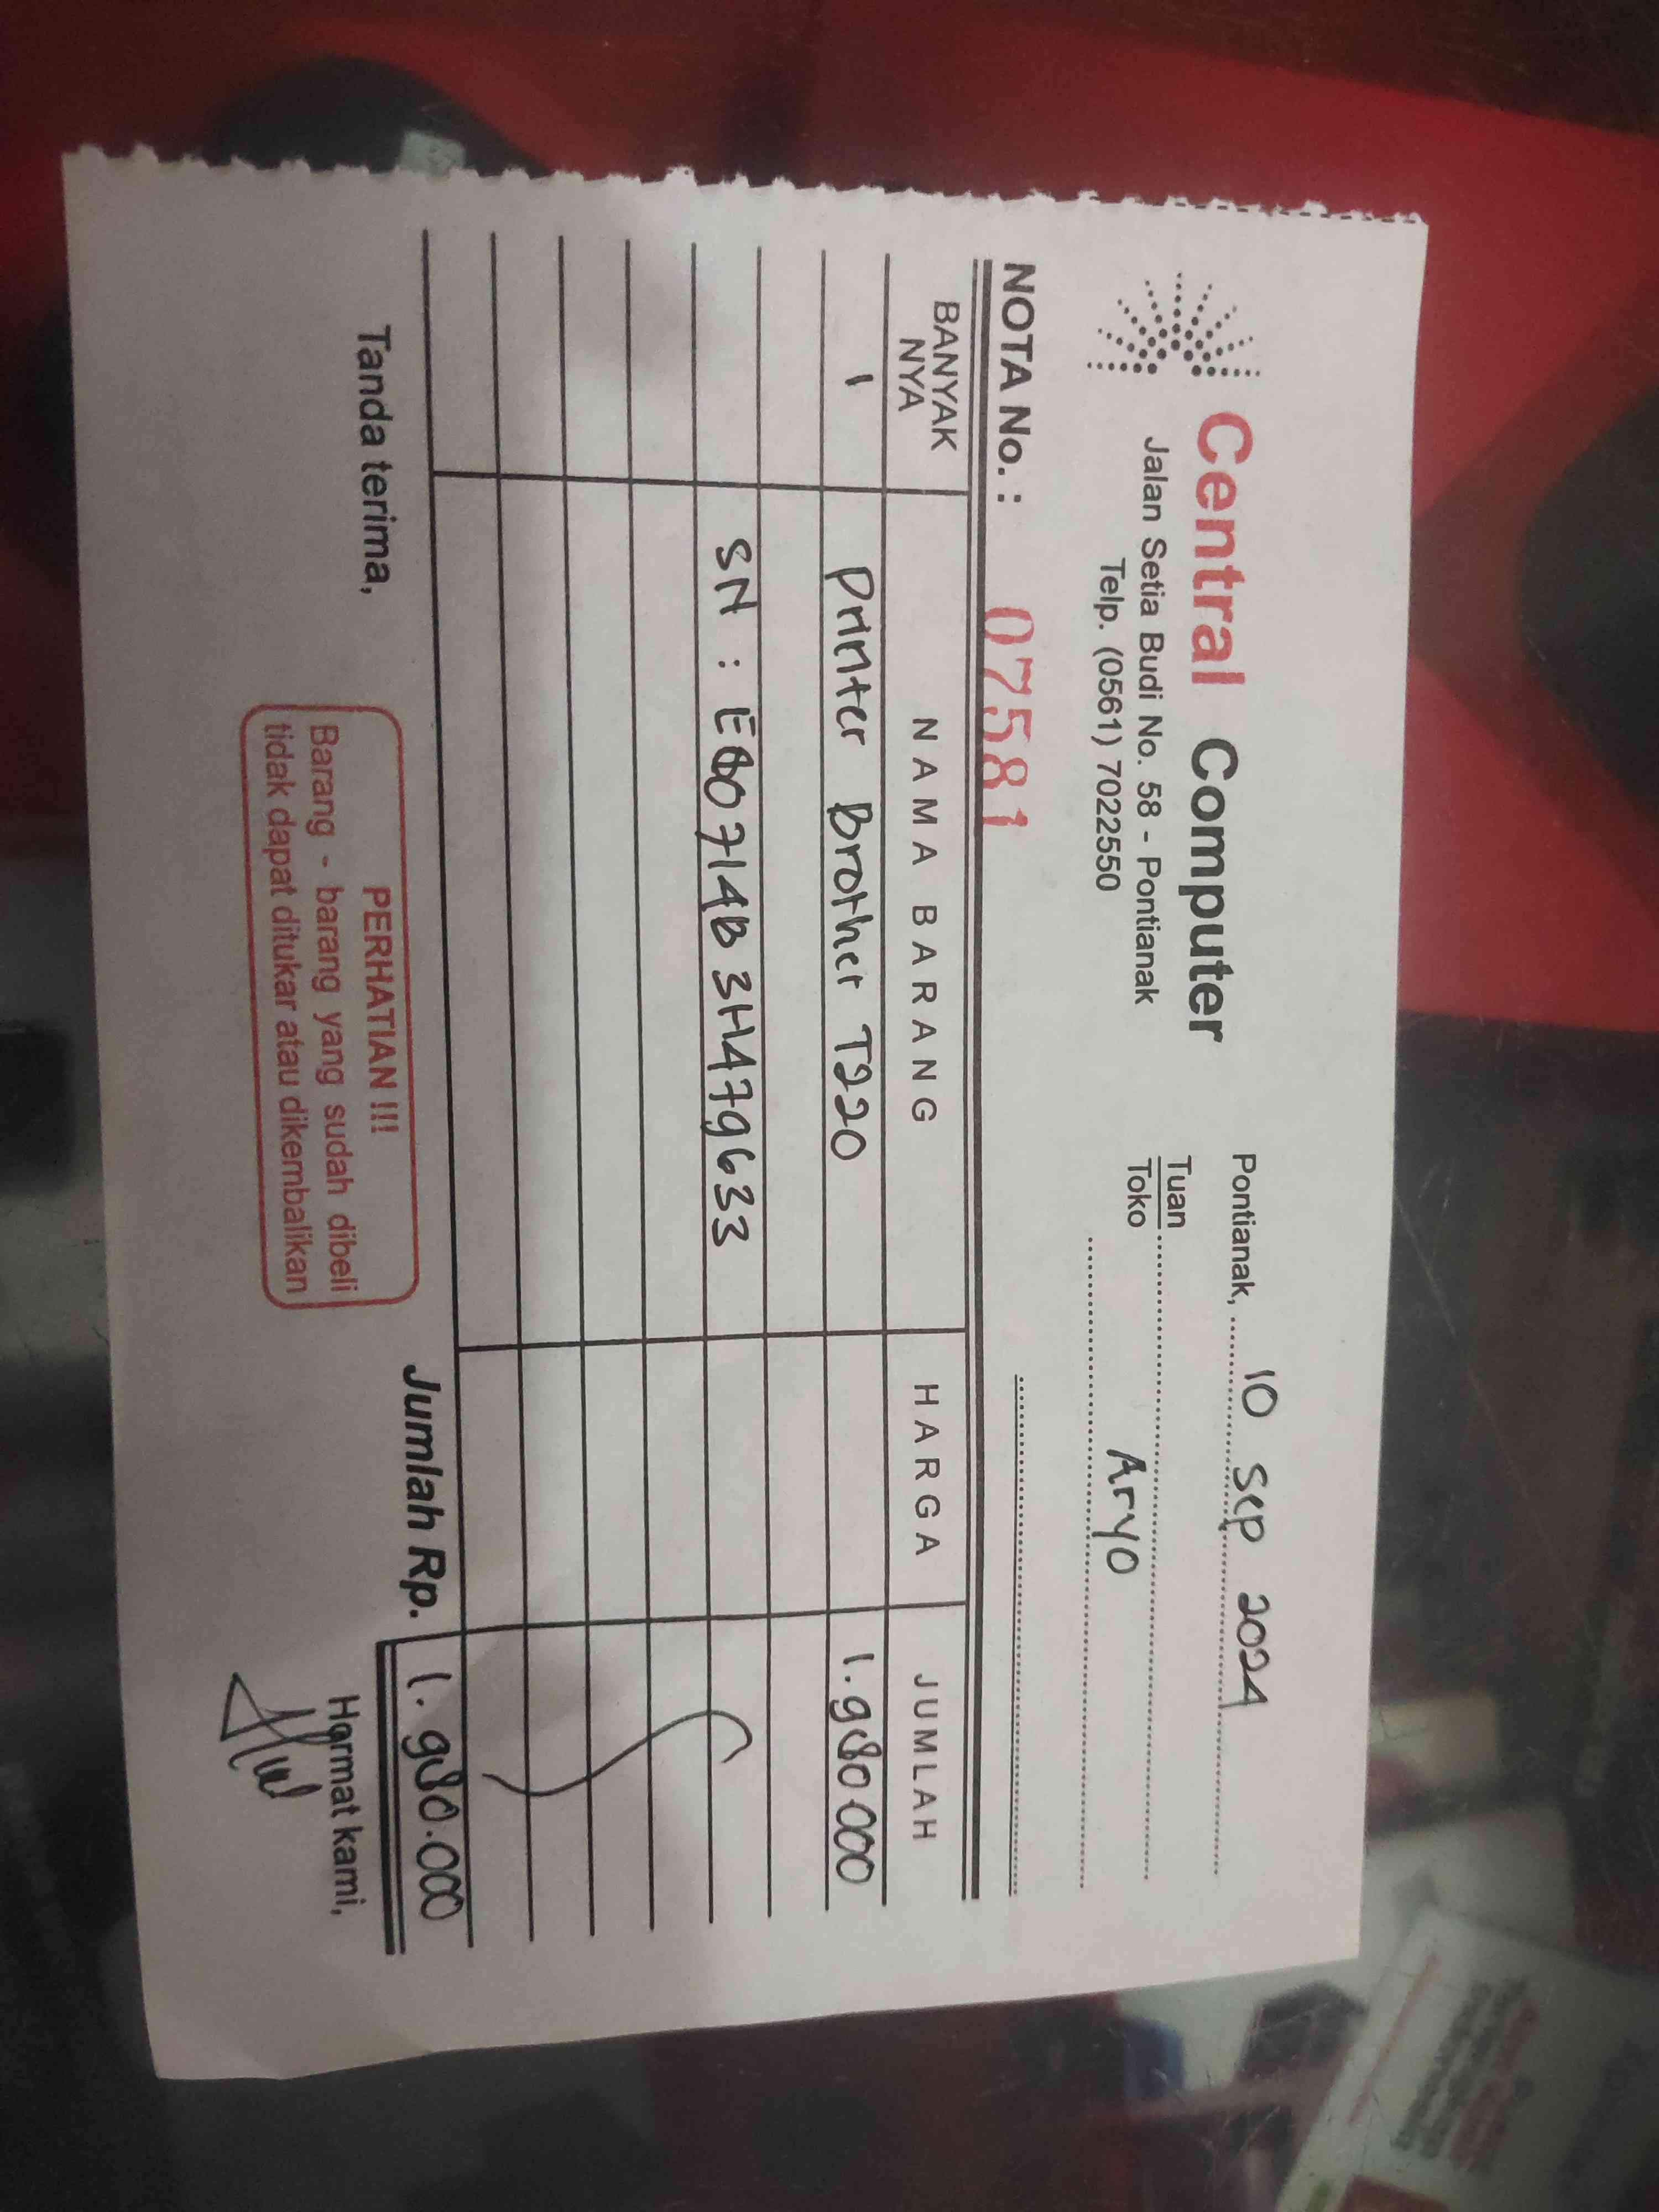 Central Computer
Jalan Setia Budi No. 58 - Pontianak
Telp. (0561) 7022550
Pontianak, 10 Sep 2024
Tuan
Toko
Aryo
NOTA No. : 07581
BANYAK NYA NAMA BARANG HARGA JUMLAH
1 Printer Brother T220 1.980.000
SN : E80714B3H479633
Jumlah Rp. 1.980.000
Tanda terima,
PERHATIAN !!!
Barang - barang yang sudah dibeli
tidak dapat ditukar atau dikembalikan
Hormat kami,